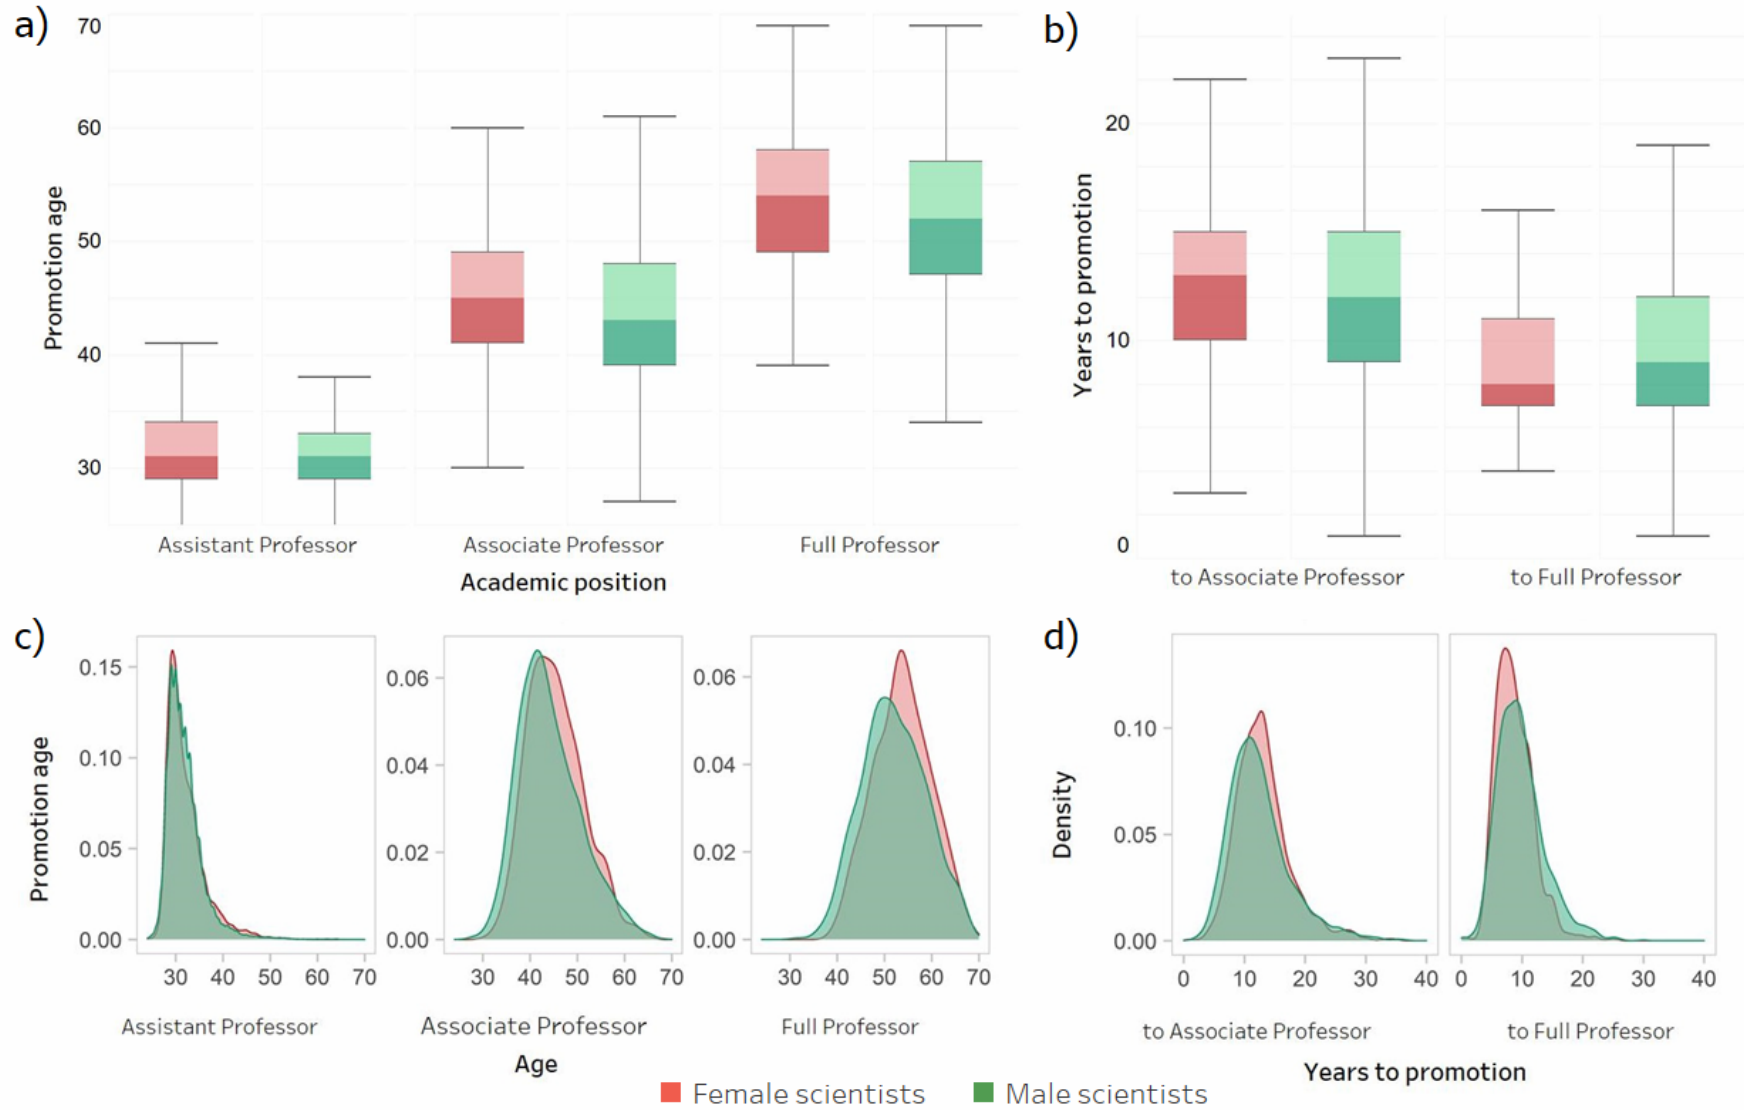 a)
70
60
50
40
30
Promotion age
Assistant Professor
Associate Professor
Full Professor
Academic position
b)
20
10
0
Years to promotion
to Associate Professor
to Full Professor
c)
Promotion age
0.15
0.10
0.05
0.00
30 40 50 60 70
Assistant Professor
0.06
0.04
0.02
0.00
30 40 50 60 70
Associate Professor
0.06
0.04
0.02
0.00
30 40 50 60 70
Full Professor
Age
d)
Density
0.10
0.05
0.00
0 10 20 30 40
to Associate Professor
0 10 20 30 40
to Full Professor
Years to promotion
Female scientists
Male scientists